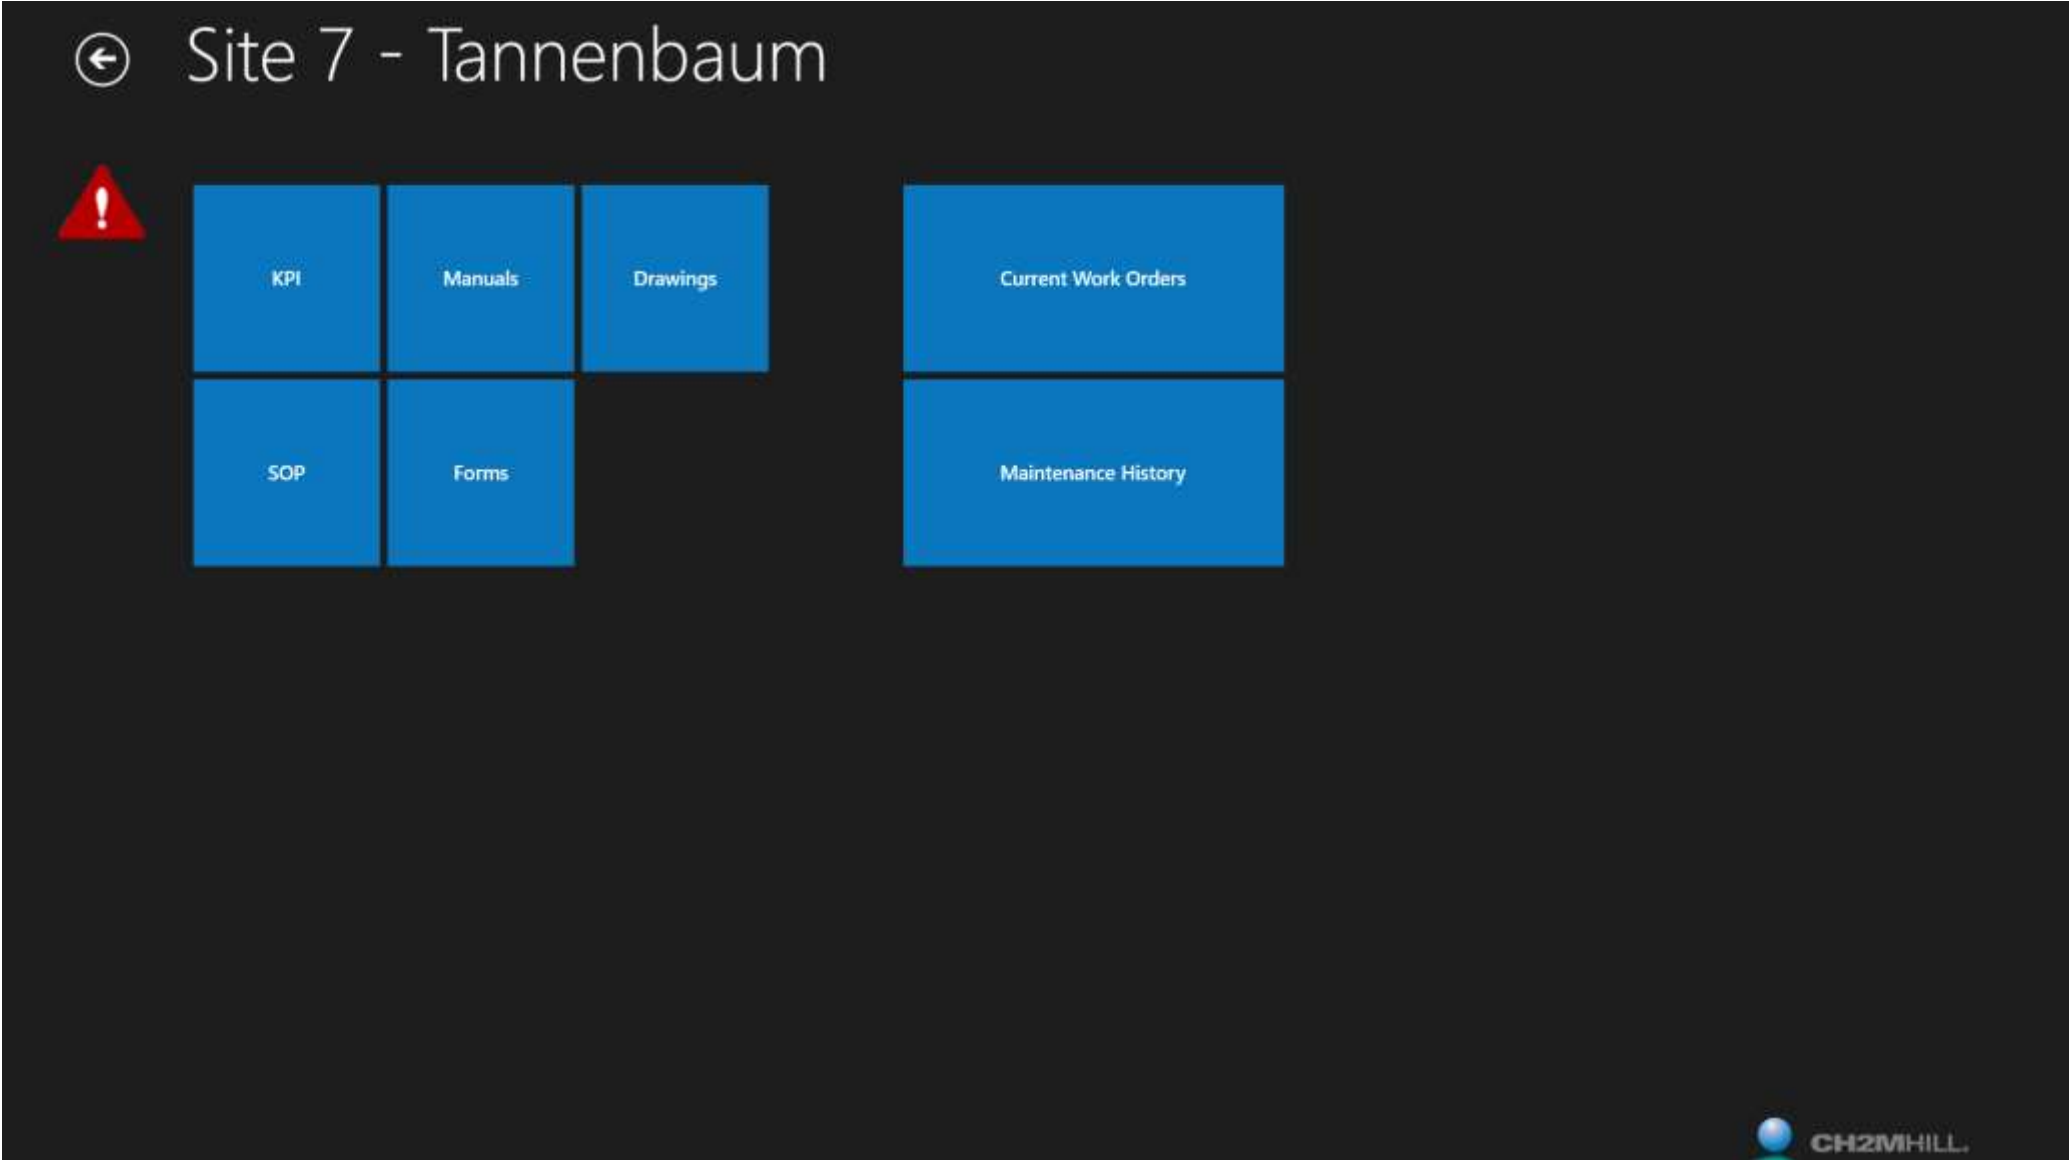 Site 7 - Tannenbaum
KPI
Manuals
Drawings
Current Work Orders
SOP
Forms
Maintenance History
CH2MHILL.